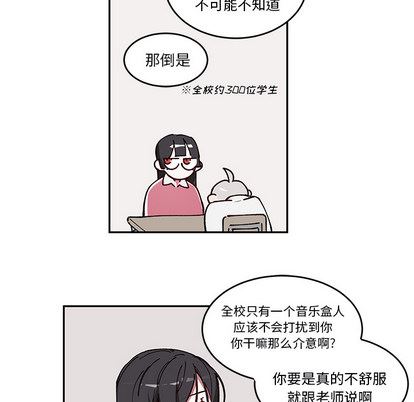 不可能不知道
那倒是
※全校约300位学生
全校只有一个音乐盒人
应该不会打扰到你
你干嘛那么介意啊?
你要是真的不舒服
就跟老师说啊